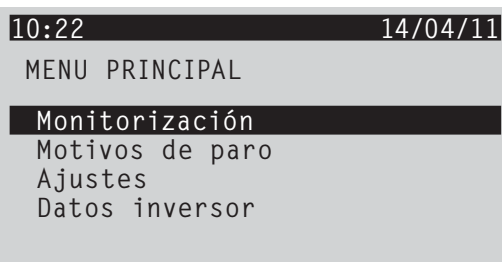 10:22 14/04/11
MENU PRINCIPAL
Monitorización
Motivos de paro
Ajustes
Datos inversor